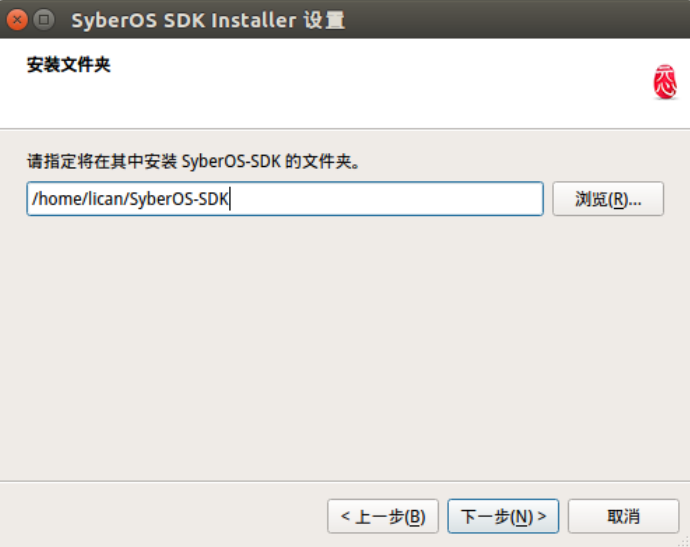 SyberOS SDK Installer 设置
安装文件夹
请指定将在其中安装 SyberOS-SDK 的文件夹。
/home/lican/SyberOS-SDK
浏览(R)...
< 上一步(B)
下一步(N) >
取消